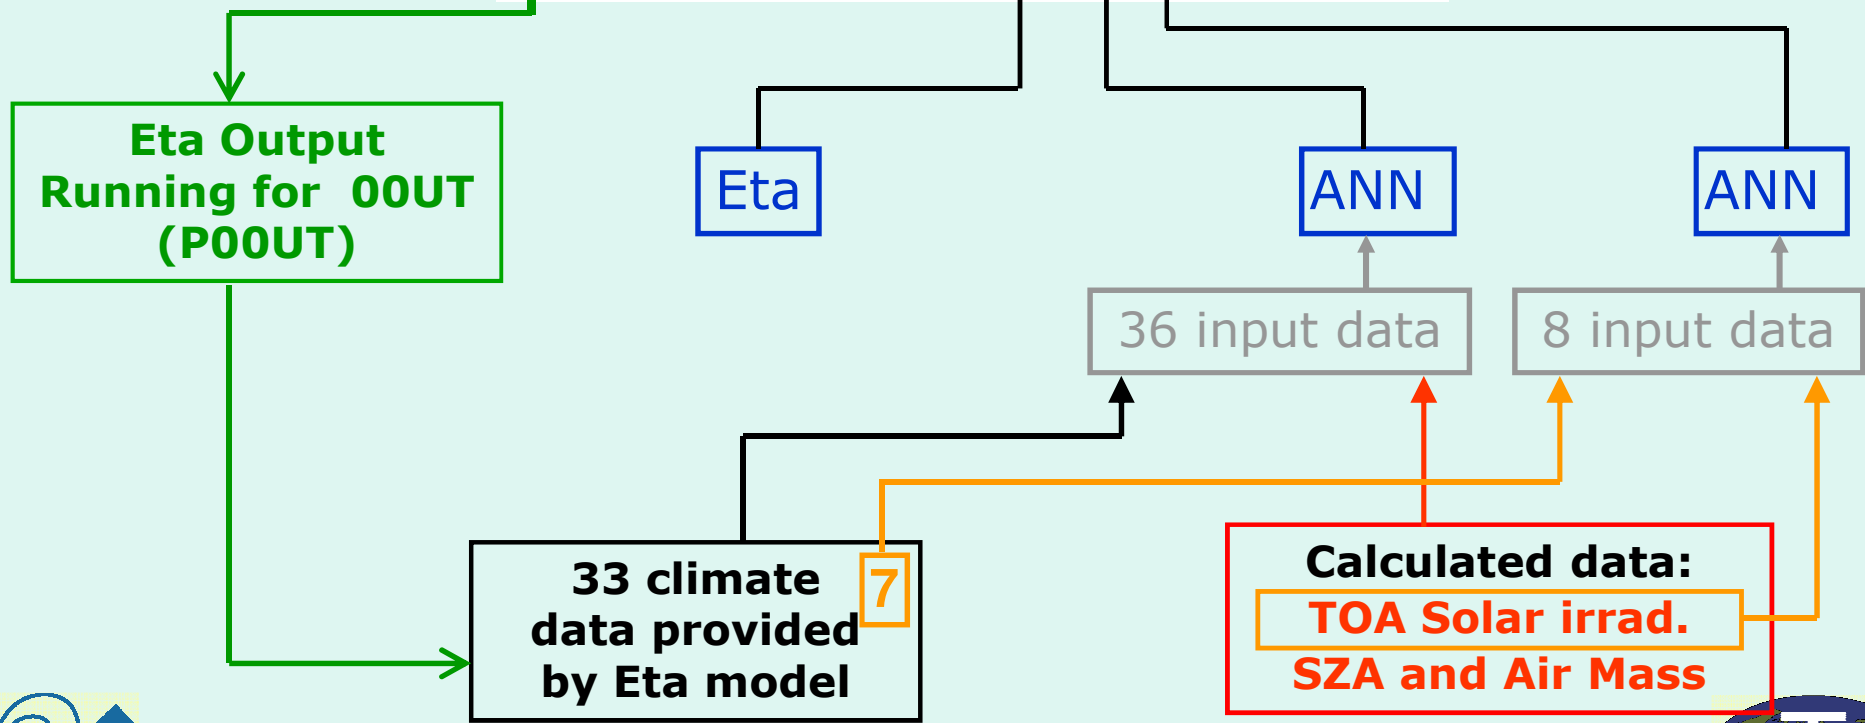 Eta Output
Running for 00UT
(P00UT)
Eta
ANN
ANN
36 input data
8 input data
33 climate
data provided
by Eta model
7
Calculated data:
TOA Solar irrad.
SZA and Air Mass